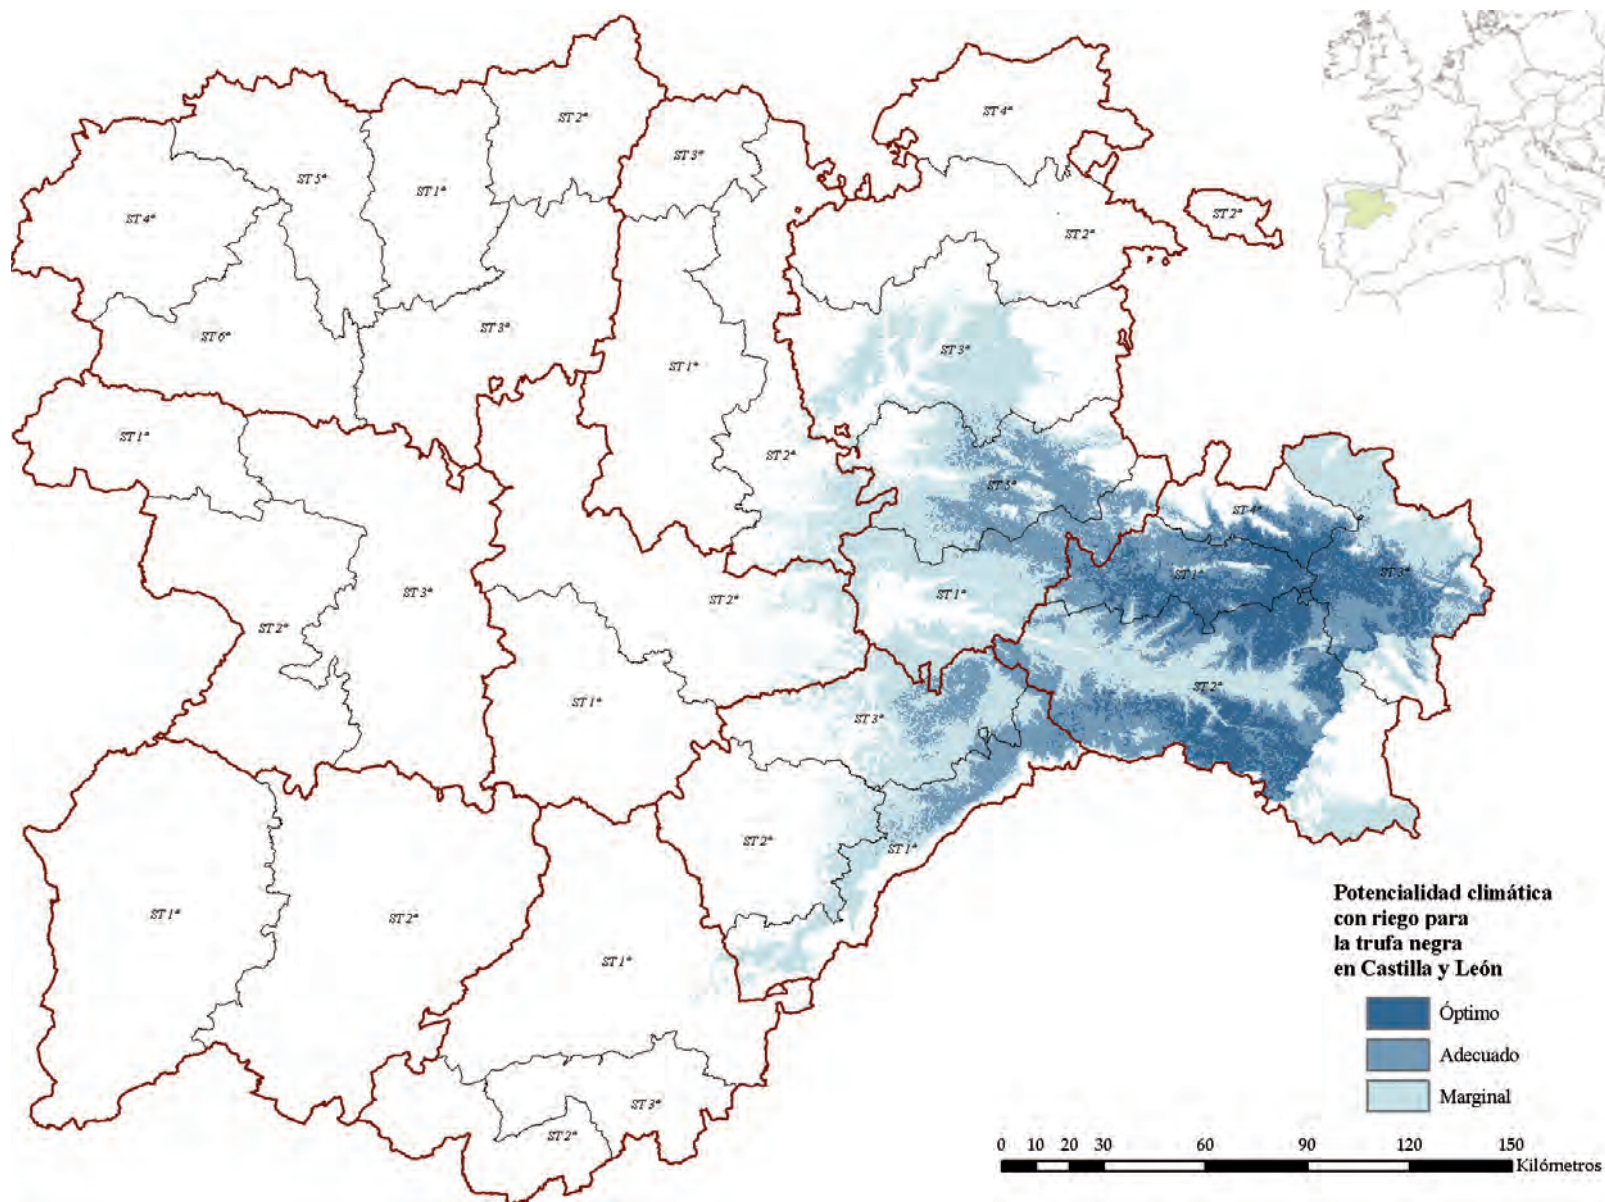 ST 4ª
ST 2ª
ST 3ª
ST 5ª
ST 1ª
ST 4ª
ST 2ª
ST 2ª
ST 6ª
ST 3ª
ST 3ª
ST 1ª
ST 1ª
ST 2ª
ST 5ª
ST 4ª
ST 1ª
ST 3ª
ST 3ª
ST 2ª
ST 1ª
ST 2ª
ST 2ª
ST 1ª
ST 3ª
ST 2ª
ST 1ª
ST 1ª
ST 2ª
ST 1ª
ST 3ª
ST 2ª
Potencialidad climática
con riego para
la trufa negra
en Castilla y León
Óptimo
Adecuado
Marginal
0 10 20 30 60 90 120 150
Kilómetros